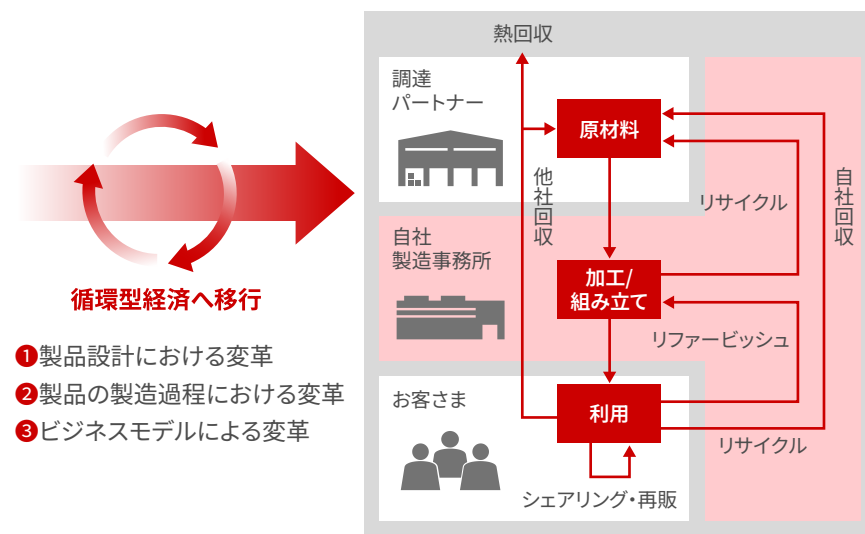 循環型経済へ移行
❶製品設計における変革
❷製品の製造過程における変革
❸ビジネスモデルによる変革
熱回収
調達
パートナー
原材料
他社回収
リサイクル
自社回収
自社
製造事務所
加工/
組み立て
リファービッシュ
お客さま
利用
リサイクル
シェアリング・再販